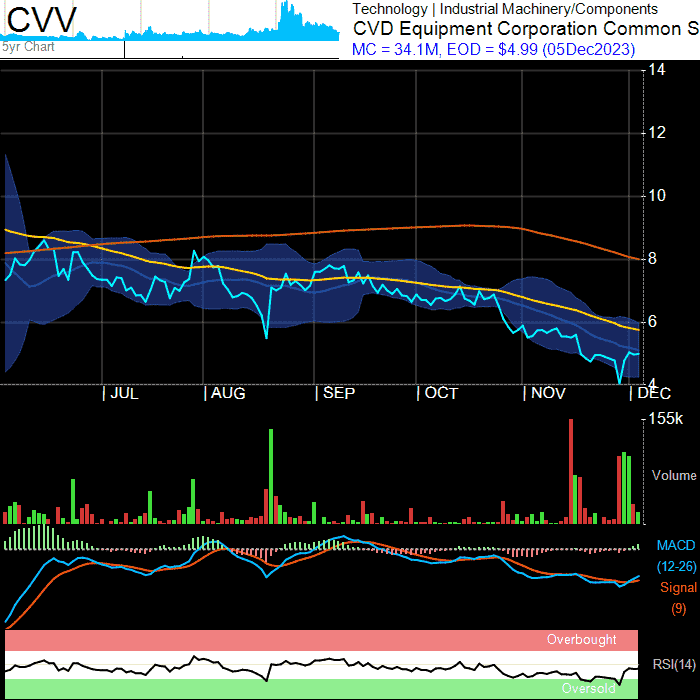 CVV
5yr Chart
Technology | Industrial Machinery/Components
CVD Equipment Corporation Common S
MC = 34.1M, EOD = $4.99 (05Dec2023)
14
12
10
8
6
4
JUL
AUG
SEP
OCT
NOV
DEC
155k
Volume
MACD
(12-26)
Signal
(9)
Overbought
RSI(14)
Oversold